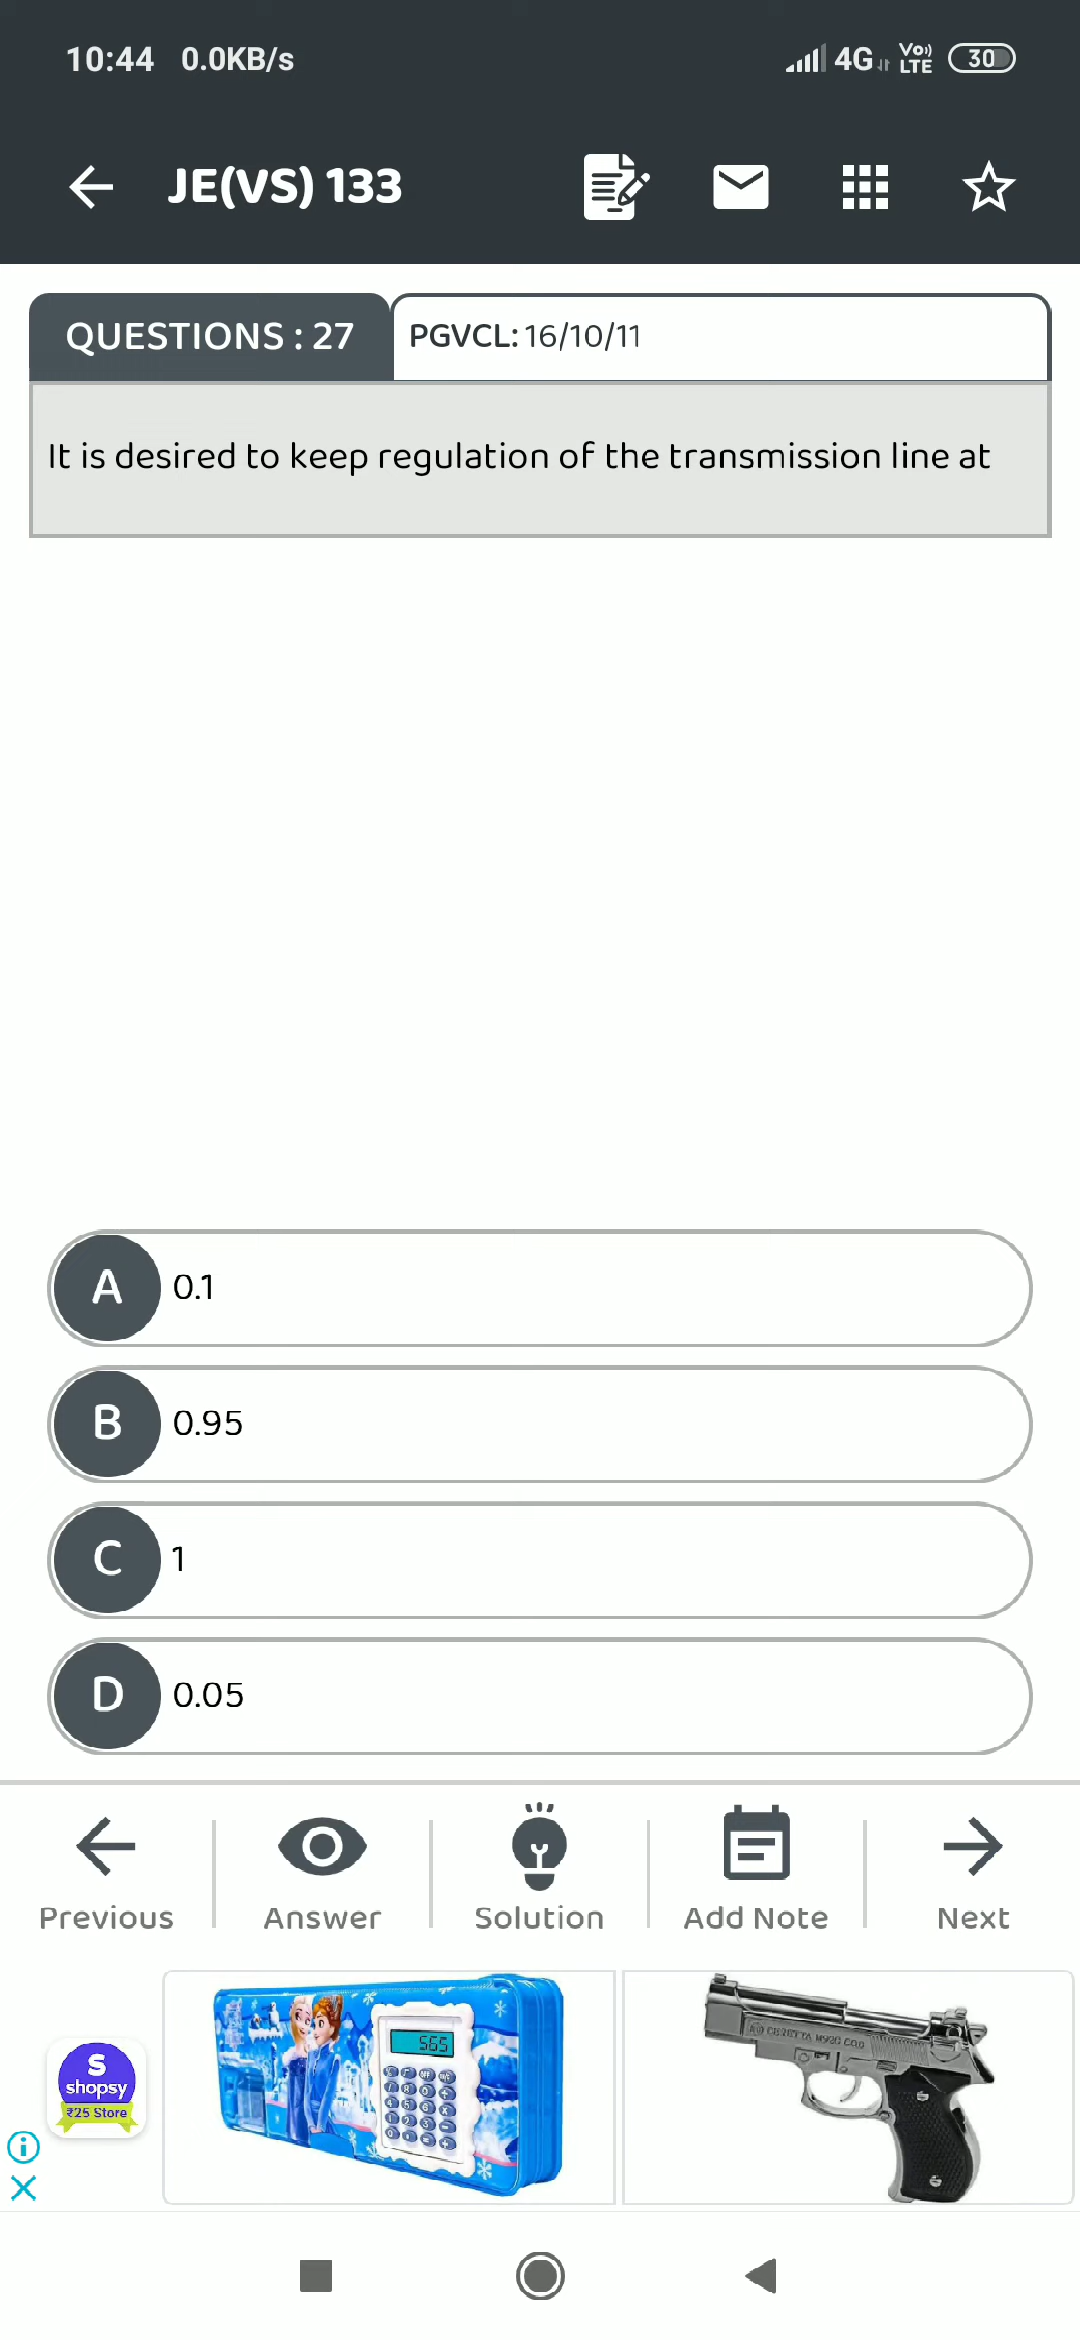 10:44 0.0KB/s 4G Vo) LTE 30
JE(VS) 133
QUESTIONS : 27 PGVCL: 16/10/11
It is desired to keep regulation of the transmission line at
A 0.1
B 0.95
C 1
D 0.05
Previous Answer Solution Add Note Next
S
shopsy
₹25 Store
565